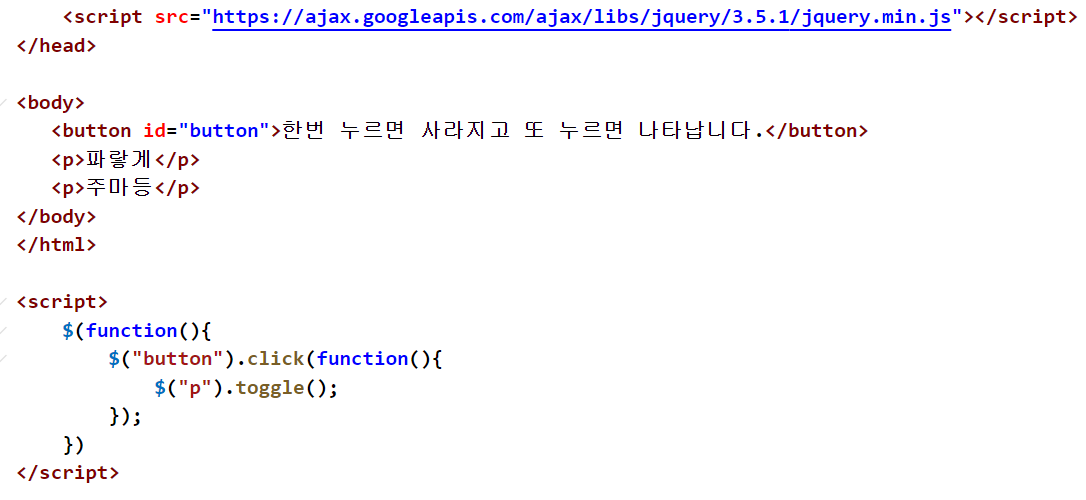 <script src="https://ajax.googleapis.com/ajax/libs/jquery/3.5.1/jquery.min.js"></script>
</head>
<body>
<button id="button">한번 누르면 사라지고 또 누르면 나타납니다.</button>
<p>파랗게</p>
<p>주마등</p>
</body>
</html>
<script>
$(function(){
$("button").click(function(){
$("p").toggle();
});
})
</script>